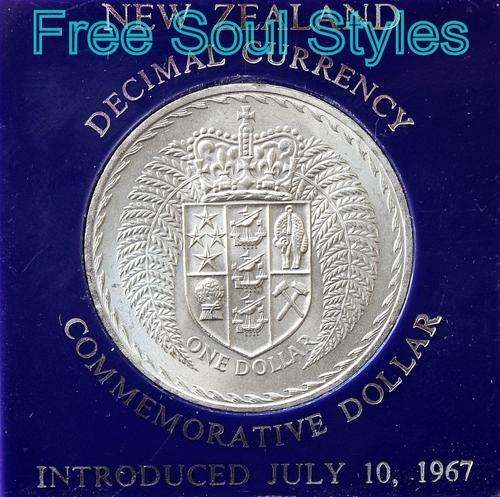 NEW ZEALAND
Free Soul Styles
DECIMAL CURRENCY
ONE DOLLAR
COMMEMORATIVE DOLLAR
INTRODUCED JULY 10, 1967